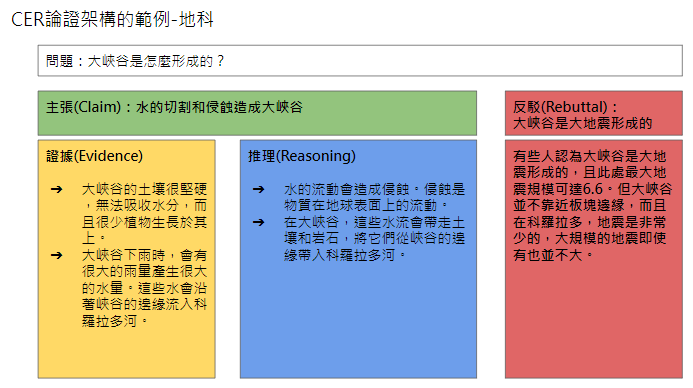 CER論證架構的範例-地科
問題：大峽谷是怎麼形成的？
主張(Claim)：水的切割和侵蝕造成大峽谷
反駁(Rebuttal)：
大峽谷是大地震形成的
證據(Evidence)
➔ 大峽谷的土壤很堅硬
，無法吸收水分，而
且很少植物生長於其
上。
➔ 大峽谷下雨時，會有
很大的雨量產生很大
的水量。這些水會沿
著峽谷的邊緣流入科
羅拉多河。
推理(Reasoning)
➔ 水的流動會造成侵蝕。侵蝕是
物質在地球表面上的流動。
➔ 在大峽谷，這些水流會帶走土
壤和岩石，將它們從峽谷的邊
緣帶入科羅拉多河。
有些人認為大峽谷是大地
震形成的，且此處最大地
震規模可達6.6。但大峽谷
並不靠近板塊邊緣，而且
在科羅拉多，地震是非常
少的，大規模的地震即使
有也並不大。